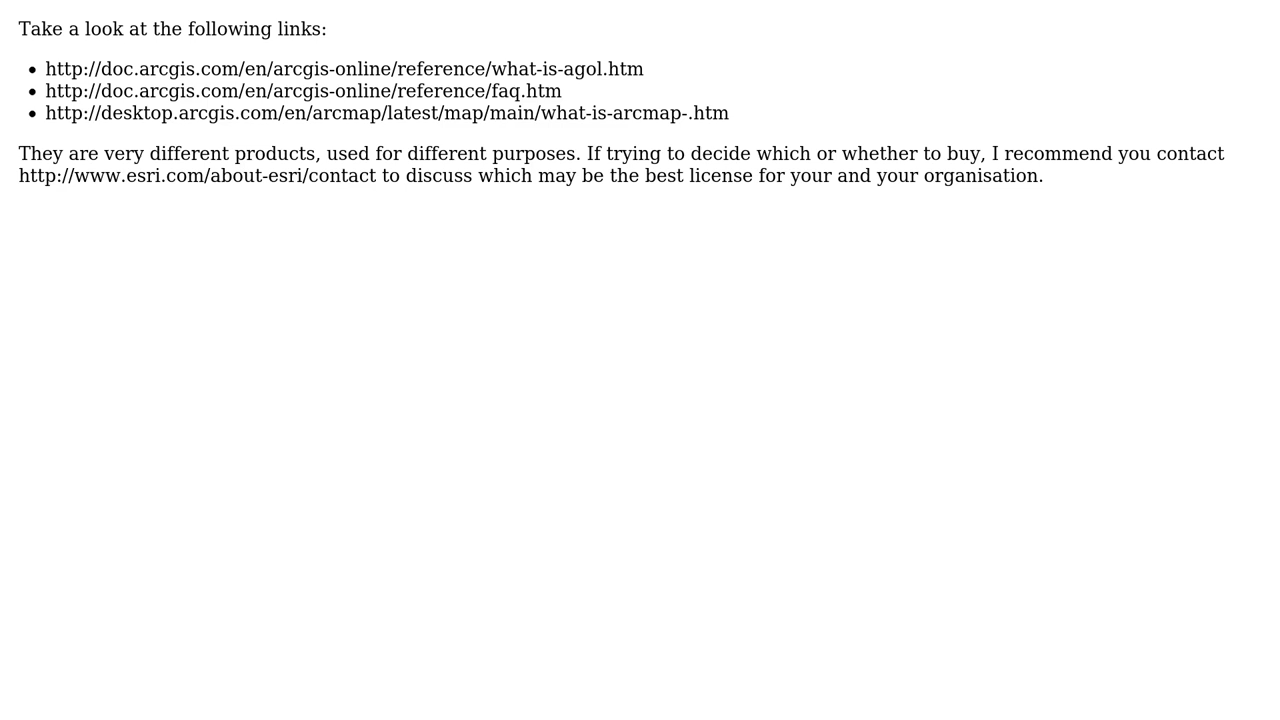 Take a look at the following links:
• http://doc.arcgis.com/en/arcgis-online/reference/what-is-agol.htm
• http://doc.arcgis.com/en/arcgis-online/reference/faq.htm
• http://desktop.arcgis.com/en/arcmap/latest/map/main/what-is-arcmap-.htm
They are very different products, used for different purposes. If trying to decide which or whether to buy, I recommend you contact
http://www.esri.com/about-esri/contact to discuss which may be the best license for your and your organisation.